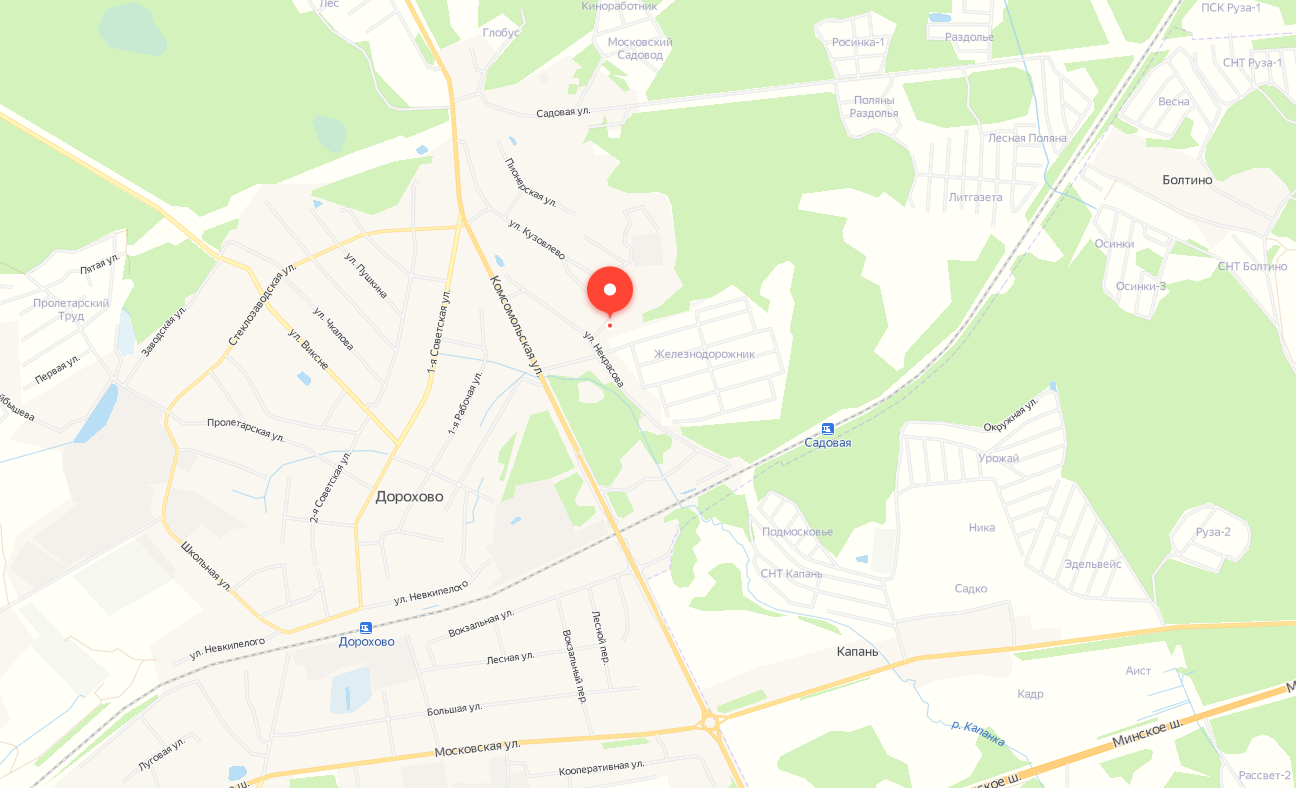 Лес
Глобус
Киноработник
Московский
Садовод
Росинка-1
Раздолье
ПСК Руза-1
СНТ Руза-1
Поляны
Раздолья
Весна
Садовая ул.
Лесная Поляна
Пионерская ул.
Болтино
Литгазета
ул. Кузовлево
Осинки
СНТ Болтино
Пятая ул.
ул. Пушкина
Осинки-3
Пролетарский
Труд
Стеклозаводская ул.
Заводская ул.
ул. Чкалова
ул. Виксне
1-я Советская ул.
Комсомольская ул.
ул. Некрасова
Железнодорожник
Первая ул.
1-я Рабочая ул.
Пролетарская ул.
Окружная ул.
Садовая
Урожай
2-я Советская ул.
Дорохово
Подмосковье
Ника
Руза-2
Школьная ул.
СНТ Капань
Эдельвейс
Садко
ул. Невкипелого
Вокзальная ул.
Лесной пер.
Дорохово
ул. Невкипелого
Лесная ул.
Вокзальный пер.
Капань
Аист
Кадр
Большая ул.
р. Капанка
Минское ш.
Московская ул.
Луговая ул.
Кооперативная ул.
Рассвет-2
ш.